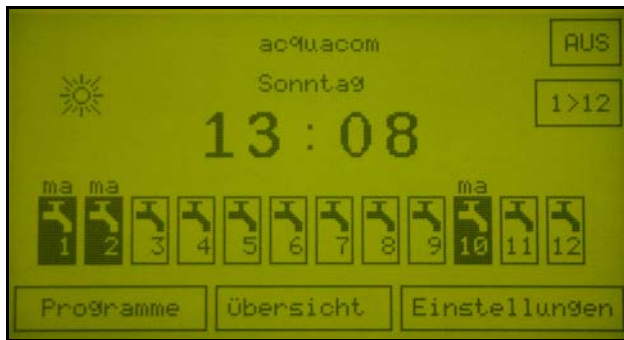 acquacom
AUS
Sonntag
1>12
13:08
ma ma ma
1 2 3 4 5 6 7 8 9 10 11 12
Programme übersicht Einstellungen